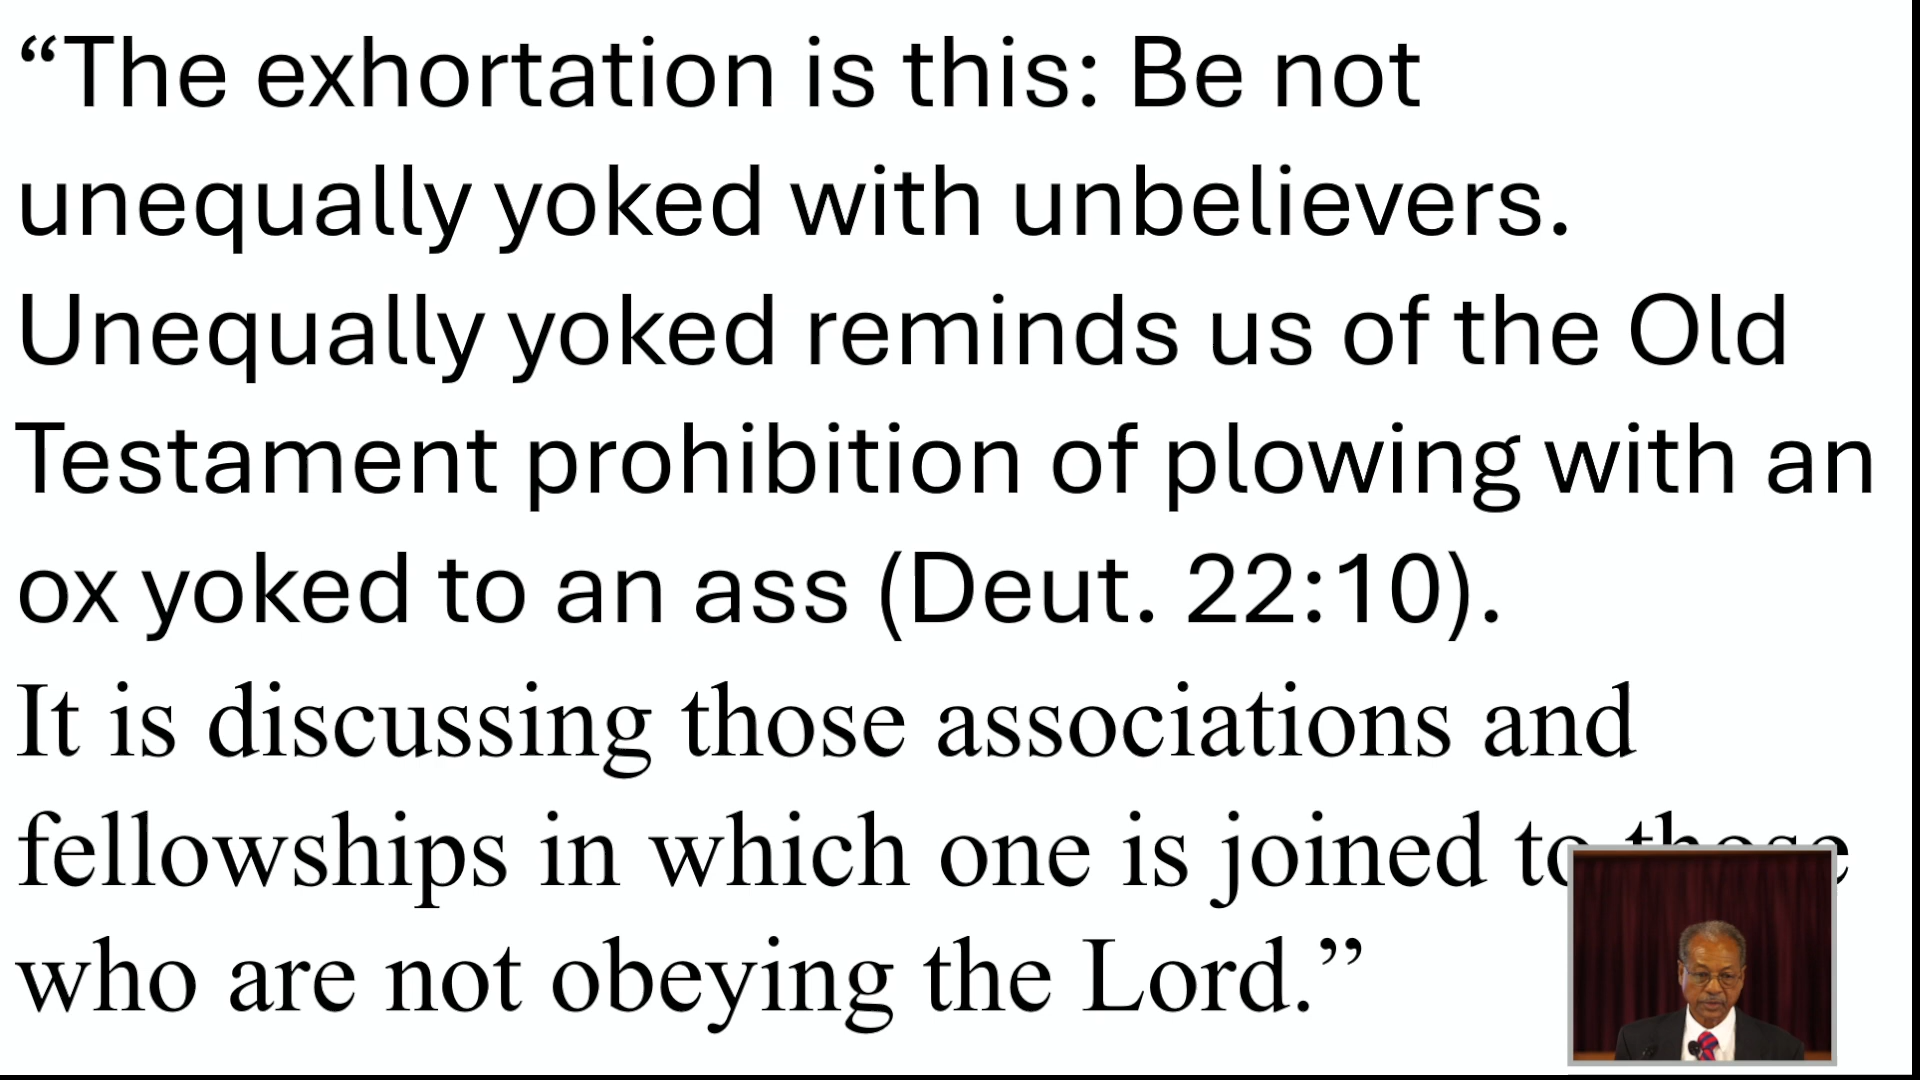 “The exhortation is this: Be not
unequally yoked with unbelievers.
Unequally yoked reminds us of the Old
Testament prohibition of plowing with an
ox yoked to an ass (Deut. 22:10).
It is discussing those associations and
fellowships in which one is joined to those
who are not obeying the Lord.”